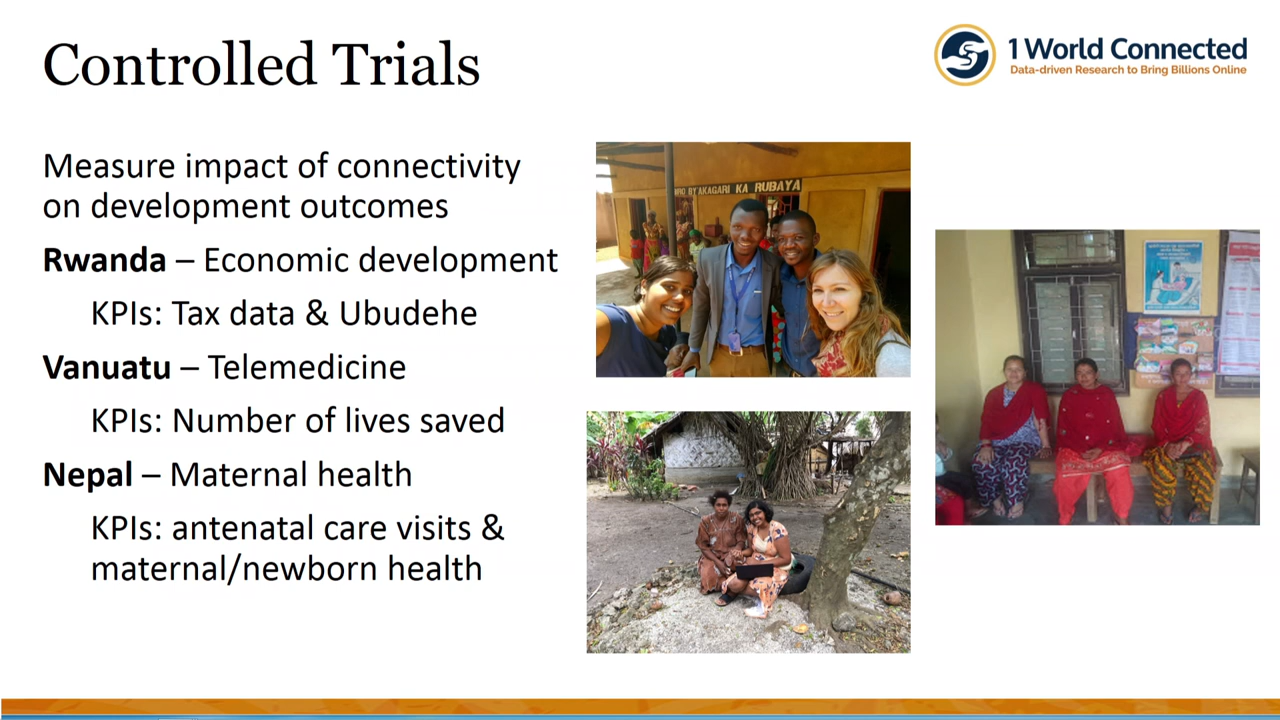 Controlled Trials
1 World Connected
Data-driven Research to Bring Billions Online
Measure impact of connectivity
on development outcomes
Rwanda – Economic development
KPIs: Tax data & Ubudehe
Vanuatu – Telemedicine
KPIs: Number of lives saved
Nepal – Maternal health
KPIs: antenatal care visits &
maternal/newborn health
BY'AKAGARI KA RUBAYA